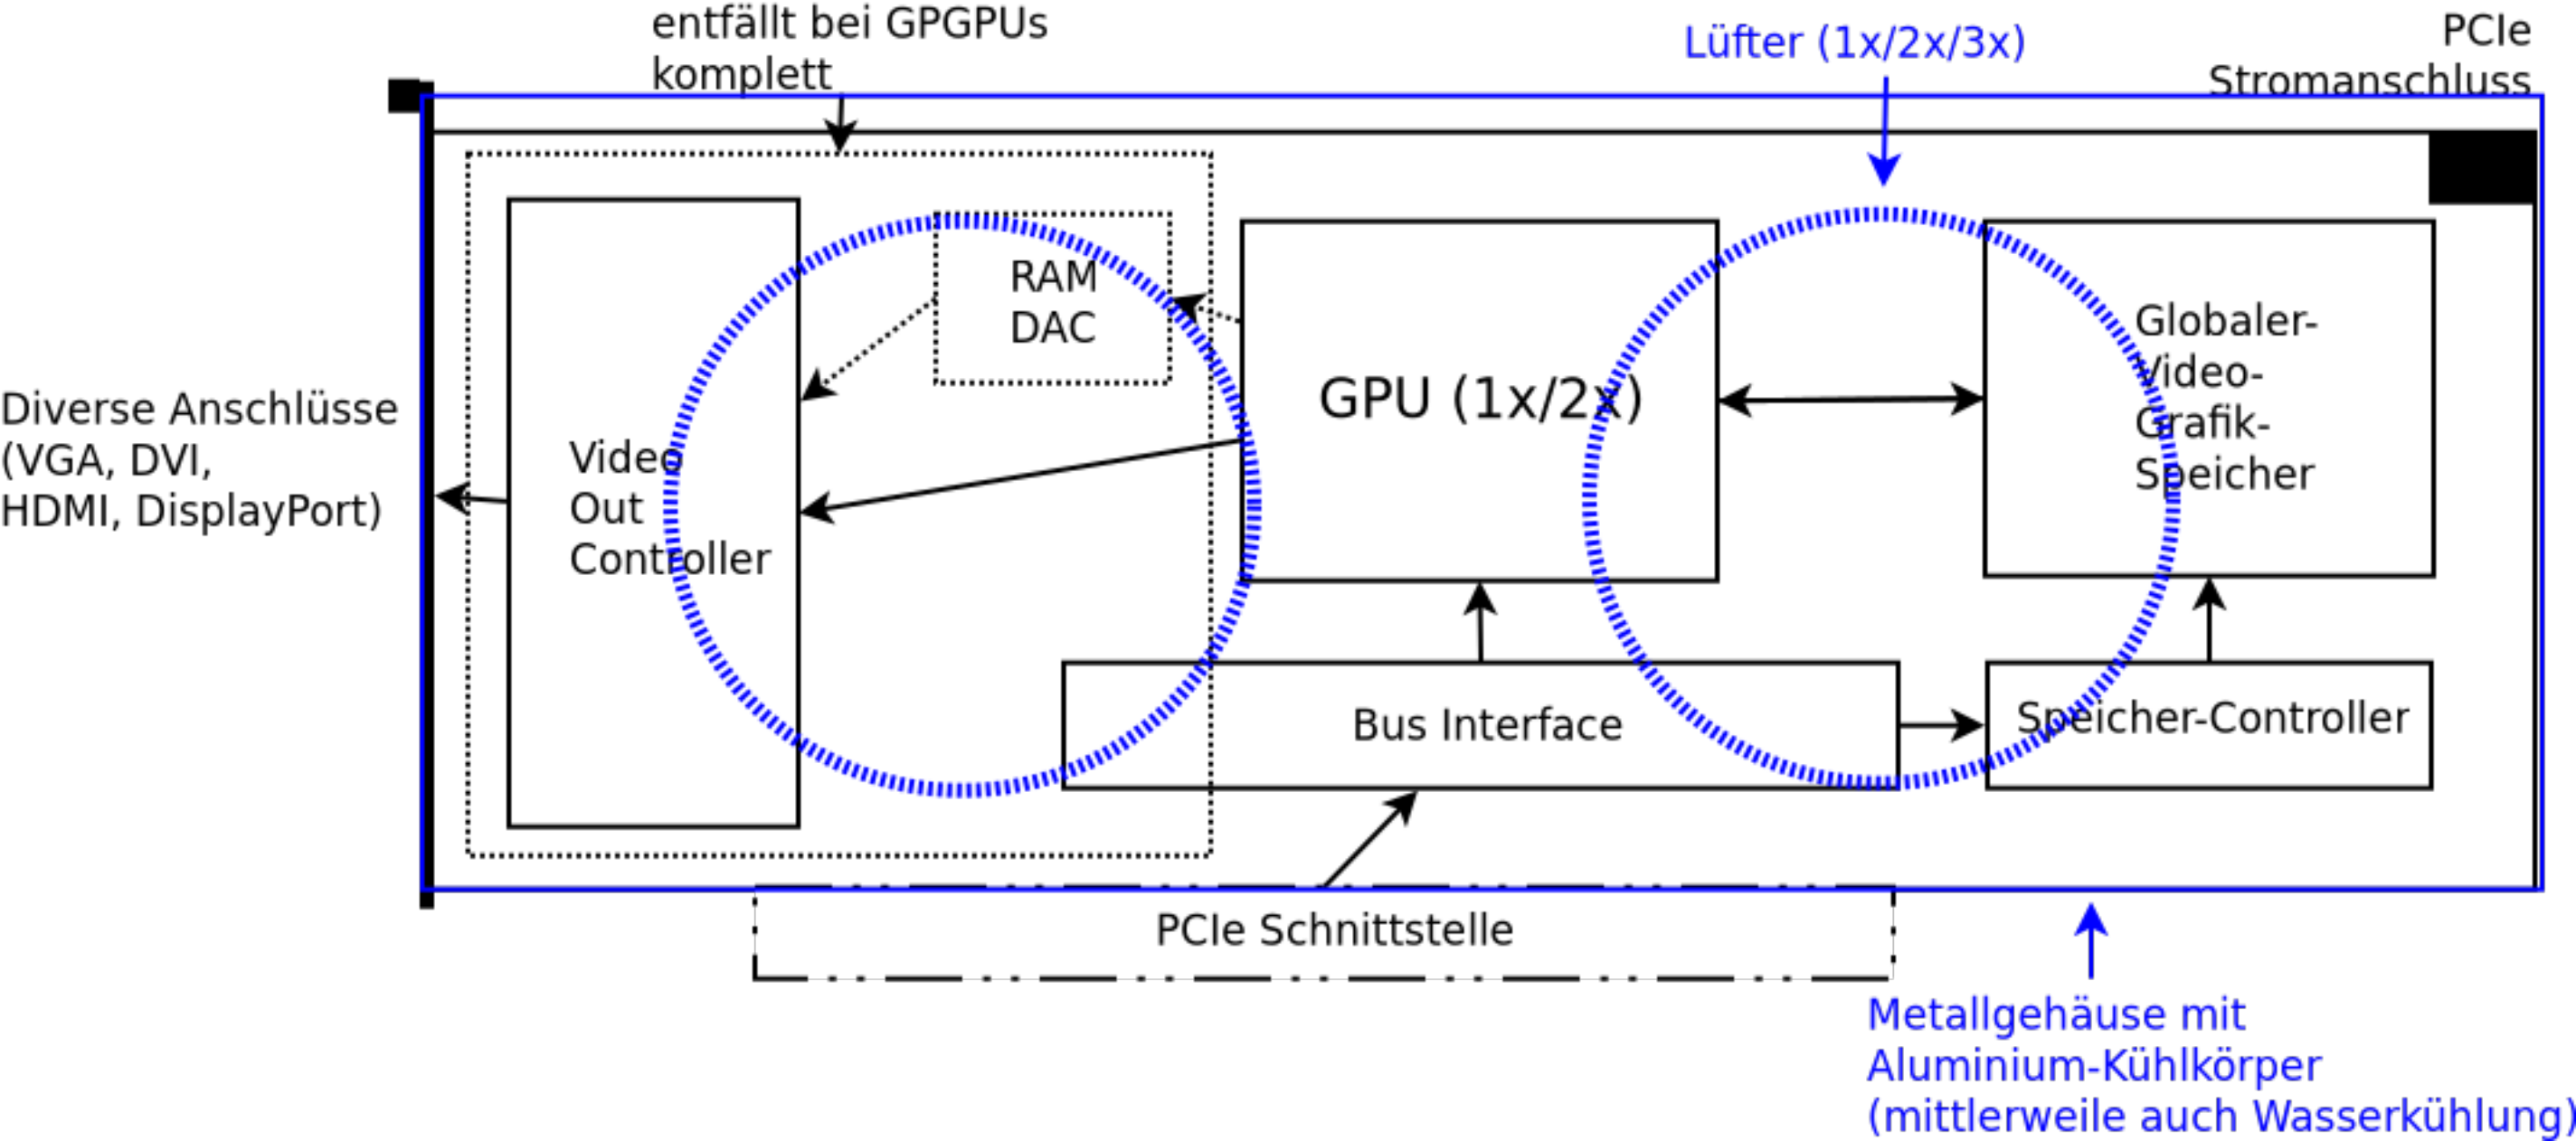 entfällt bei GPGPUs
komplett
Lüfter (1x/2x/3x)
PCIe
Stromanschluss
RAM
DAC
GPU (1x/2x)
Globaler-
Video-
Grafik-
Speicher
Diverse Anschlüsse
(VGA, DVI,
HDMI, DisplayPort)
Video
Out
Controller
Bus Interface
Speicher-Controller
PCIe Schnittstelle
Metallgehäuse mit
Aluminium-Kühlkörper
(mittlerweile auch Wasserkühlung)